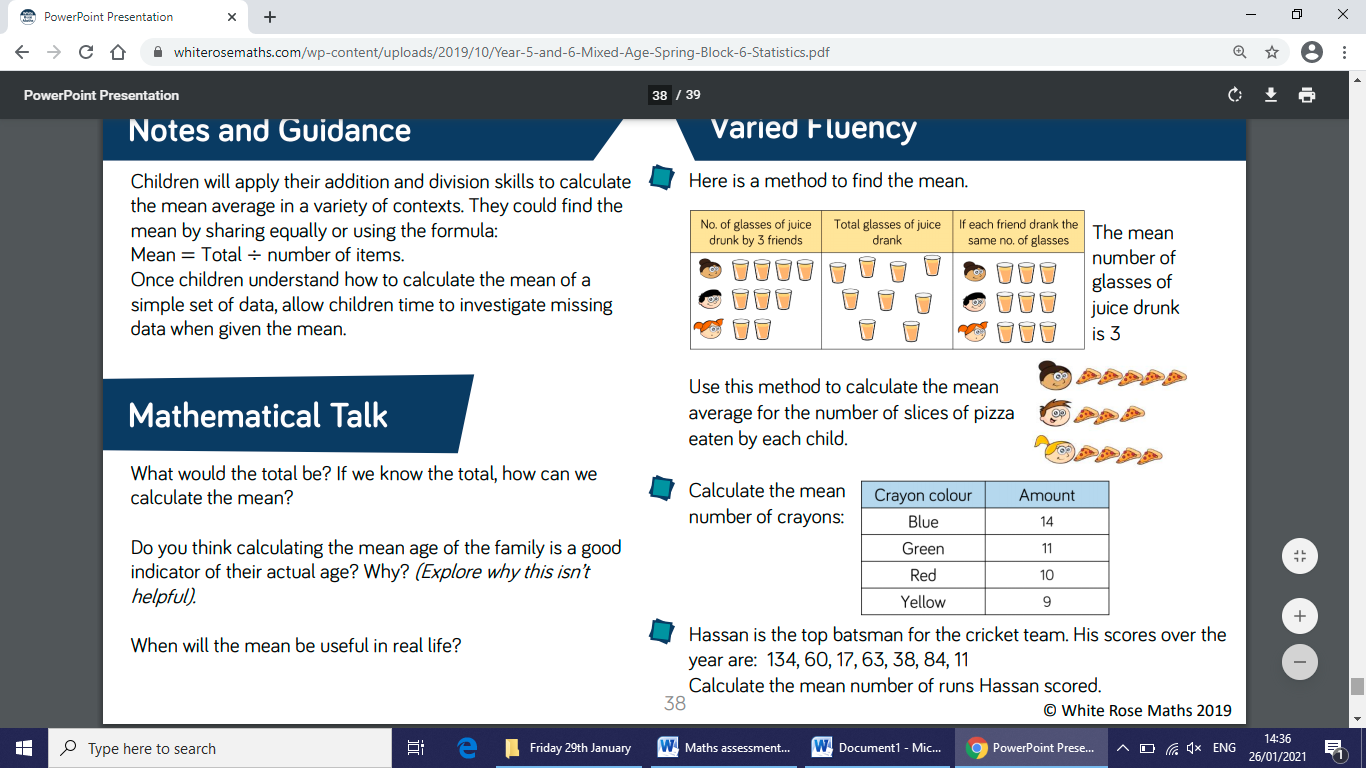 PowerPoint Presentation
whiterosemaths.com/wp-content/uploads/2019/10/Year-5-and-6-Mixed-Age-Spring-Block-6-Statistics.pdf
PowerPoint Presentation
38 / 39
Notes and Guidance
Children will apply their addition and division skills to calculate
the mean average in a variety of contexts. They could find the
mean by sharing equally or using the formula:
Mean = Total ÷ number of items.
Once children understand how to calculate the mean of a
simple set of data, allow children time to investigate missing
data when given the mean.
Mathematical Talk
What would the total be? If we know the total, how can we
calculate the mean?
Do you think calculating the mean age of the family is a good
indicator of their actual age? Why? (Explore why this isn't
helpful).
When will the mean be useful in real life?
Varied Fluency
Here is a method to find the mean.
No. of glasses of juice
drunk by 3 friends
Total glasses of juice
drank
If each friend drank the
same no. of glasses
The mean
number of
glasses of
juice drunk
is 3
Use this method to calculate the mean
average for the number of slices of pizza
eaten by each child.
Calculate the mean
number of crayons:
Crayon colour Amount
Blue 14
Green 11
Red 10
Yellow 9
Hassan is the top batsman for the cricket team. His scores over the
year are: 134, 60, 17, 63, 38, 84, 11
Calculate the mean number of runs Hassan scored.
38
© White Rose Maths 2019
Type here to search
Friday 29th January
Maths assessment...
Document1 - Mic...
PowerPoint Prese...
ENG
14:36
26/01/2021
1